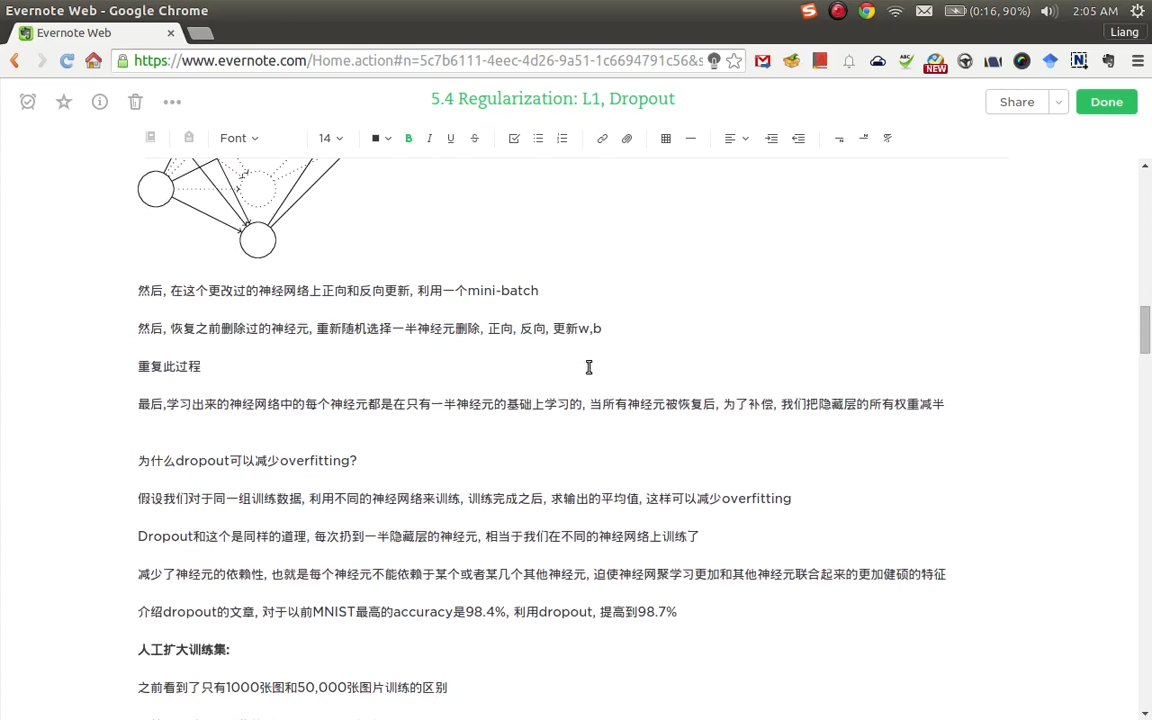 Evernote Web - Google Chrome
(0:16, 90%)
2:05 AM
Evernote Web
Liang
https://www.evernote.com/Home.action#n=5c7b6111-4eec-4d26-9a51-1c6694791c56&s
NEW
5.4 Regularization: L1, Dropout
Share
Done
Font
14
B
I
U
S
然后, 在这个更改过的神经网络上正向和反向更新, 利用一个mini-batch
然后, 恢复之前删除过的神经元, 重新随机选择一半神经元删除, 正向, 反向, 更新w,b
重复此过程
最后,学习出来的神经网络中的每个神经元都是在只有一半神经元的基础上学习的, 当所有神经元被恢复后, 为了补偿, 我们把隐藏层的所有权重减半
为什么dropout可以减少overfitting?
假设我们对于同一组训练数据, 利用不同的神经网络来训练, 训练完成之后, 求输出的平均值, 这样可以减少overfitting
Dropout和这个是同样的道理, 每次扔到一半隐藏层的神经元, 相当于我们在不同的神经网络上训练了
减少了神经元的依赖性, 也就是每个神经元不能依赖于某个或者某几个其他神经元, 迫使神经网聚学习更加和其他神经元联合起来的更加健硕的特征
介绍dropout的文章, 对于以前MNIST最高的accuracy是98.4%, 利用dropout, 提高到98.7%
人工扩大训练集:
之前看到了只有1000张图和50,000张图片训练的区别